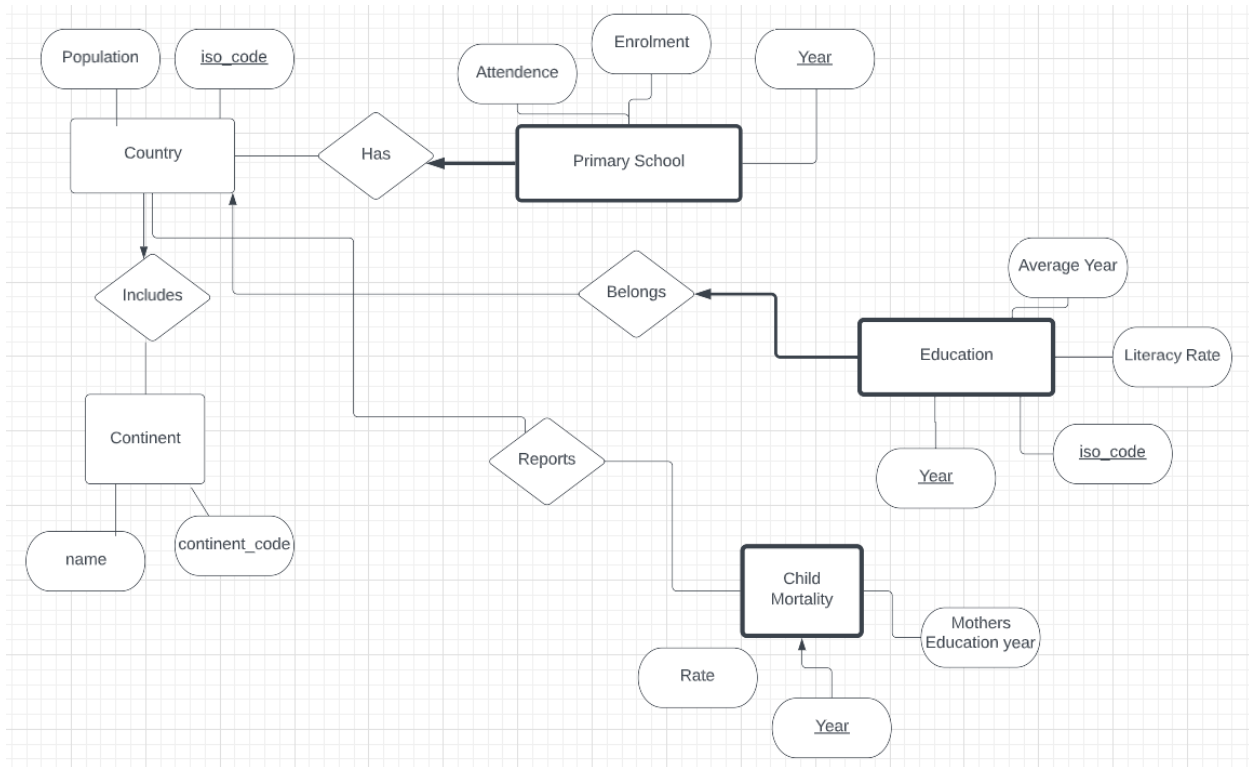 Population
iso_code
Attendence
Enrolment
Year
Country
Has
Primary School
Includes
Belongs
Average Year
Education
Literacy Rate
Continent
Reports
Year
iso_code
name
continent_code
Child
Mortality
Mothers
Education year
Rate
Year